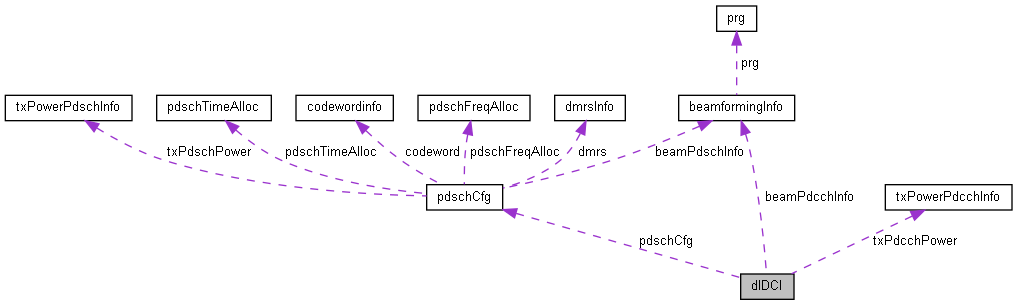 prg
prg
txPowerPdschInfo
pdschTimeAlloc
codewordinfo
pdschFreqAlloc
dmrsInfo
beamformingInfo
txPdschPower
pdschTimeAlloc
codeword
pdschFreqAlloc
dmrs
beamPdschInfo
pdschCfg
beamPdcchInfo
txPowerPdcchInfo
pdschCfg
txPdcchPower
dlDCI